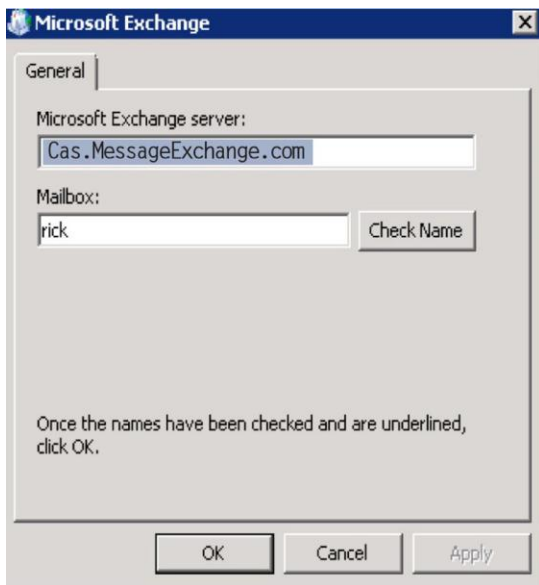 Microsoft Exchange
General
Microsoft Exchange server:
Cas.MessageExchange.com
Mailbox:
rick
Check Name
Once the names have been checked and are underlined,
click OK.
OK
Cancel
Apply